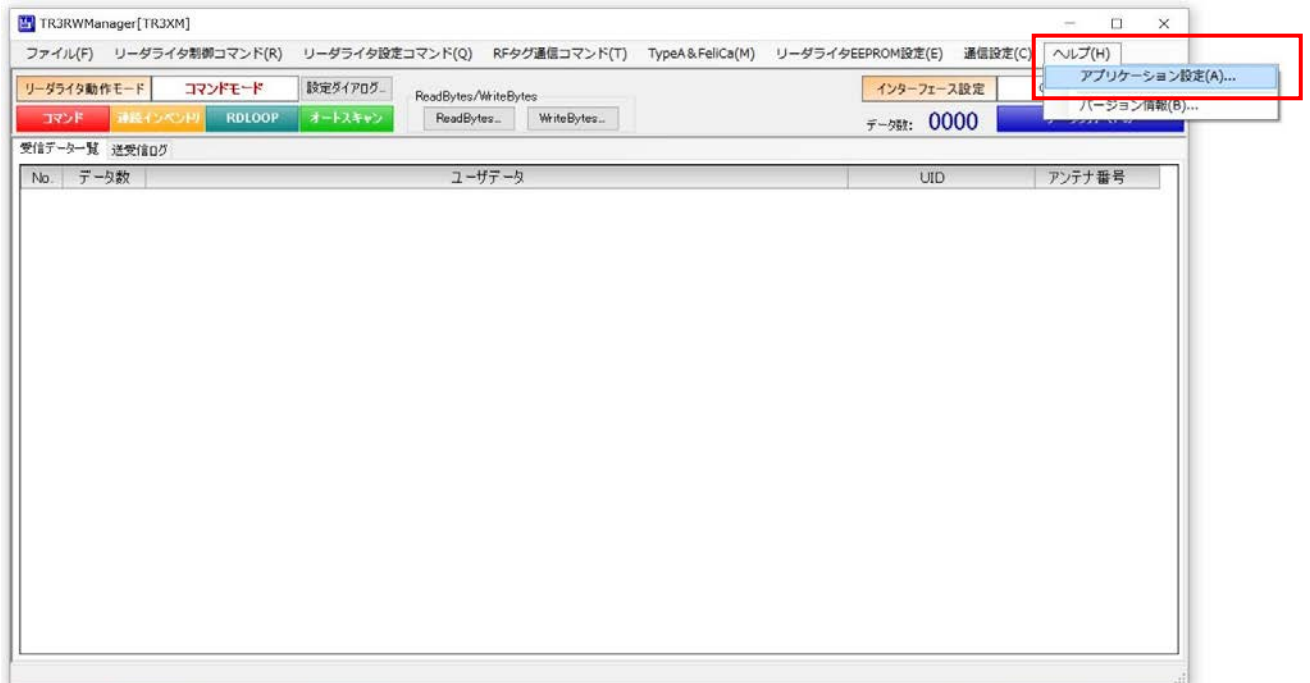 TR3RWManager[TR3XM]
ファイル(F) リーダライタ制御コマンド(R) リーダライタ設定コマンド(Q) RFタグ通信コマンド(T) TypeA&FeliCa(M) リーダライタEEPROM設定(E) 通信設定(C) ヘルプ(H)
アプリケーション設定(A)...
バージョン情報(B)...
リーダライタ動作モード コマンドモード 設定ダイアログ... ReadBytes/WriteBytes インターフェース設定
コマンド 連続インベントリ RDLOOP オートスキャン ReadBytes... WriteBytes... データ数: 0000
受信データ一覧 送受信ログ
No. データ数 ユーザデータ UID アンテナ番号